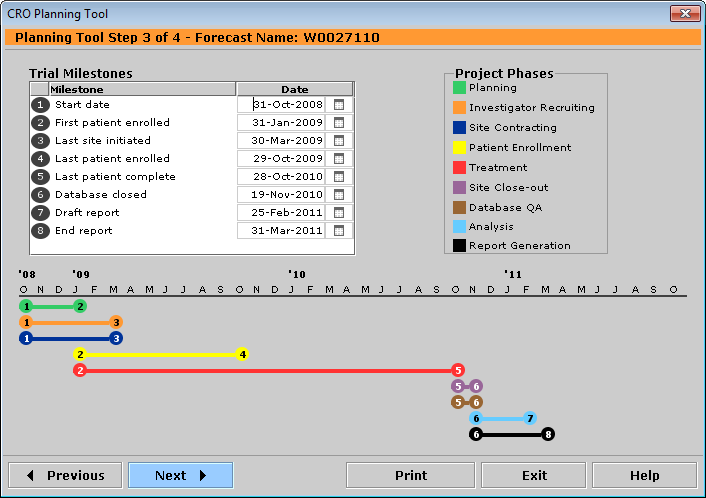 CRO Planning Tool
Planning Tool Step 3 of 4 - Forecast Name: W0027110
Trial Milestones
Milestone Date
1 Start date 31-Oct-2008
2 First patient enrolled 31-Jan-2009
3 Last site initiated 30-Mar-2009
4 Last patient enrolled 29-Oct-2009
5 Last patient complete 28-Oct-2010
6 Database closed 19-Nov-2010
7 Draft report 25-Feb-2011
8 End report 31-Mar-2011
Project Phases
Planning
Investigator Recruiting
Site Contracting
Patient Enrollment
Treatment
Site Close-out
Database QA
Analysis
Report Generation
'08 '09 '10 '11
O N D J F M A M J J A S O N D J F M A M J J A S O N D J F M A M J J A S O
1 2
1 3
1 3
2 4
2 5
5 6
5 6
6 7
6 8
Previous Next Print Exit Help